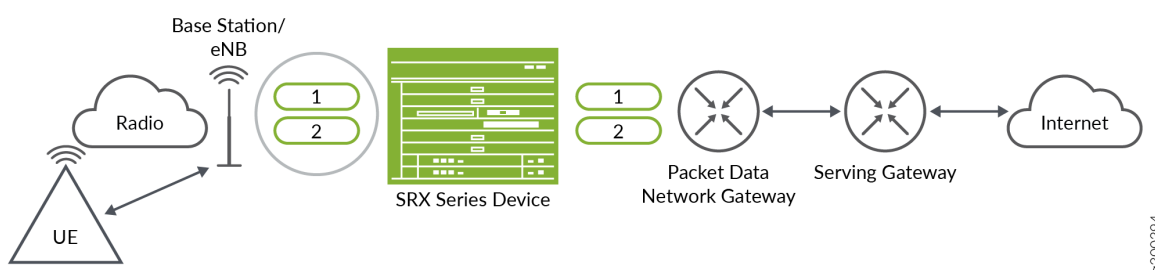 Base Station/
eNB
Radio
UE
1
2
SRX Series Device
1
2
Packet Data
Network Gateway
Serving Gateway
Internet